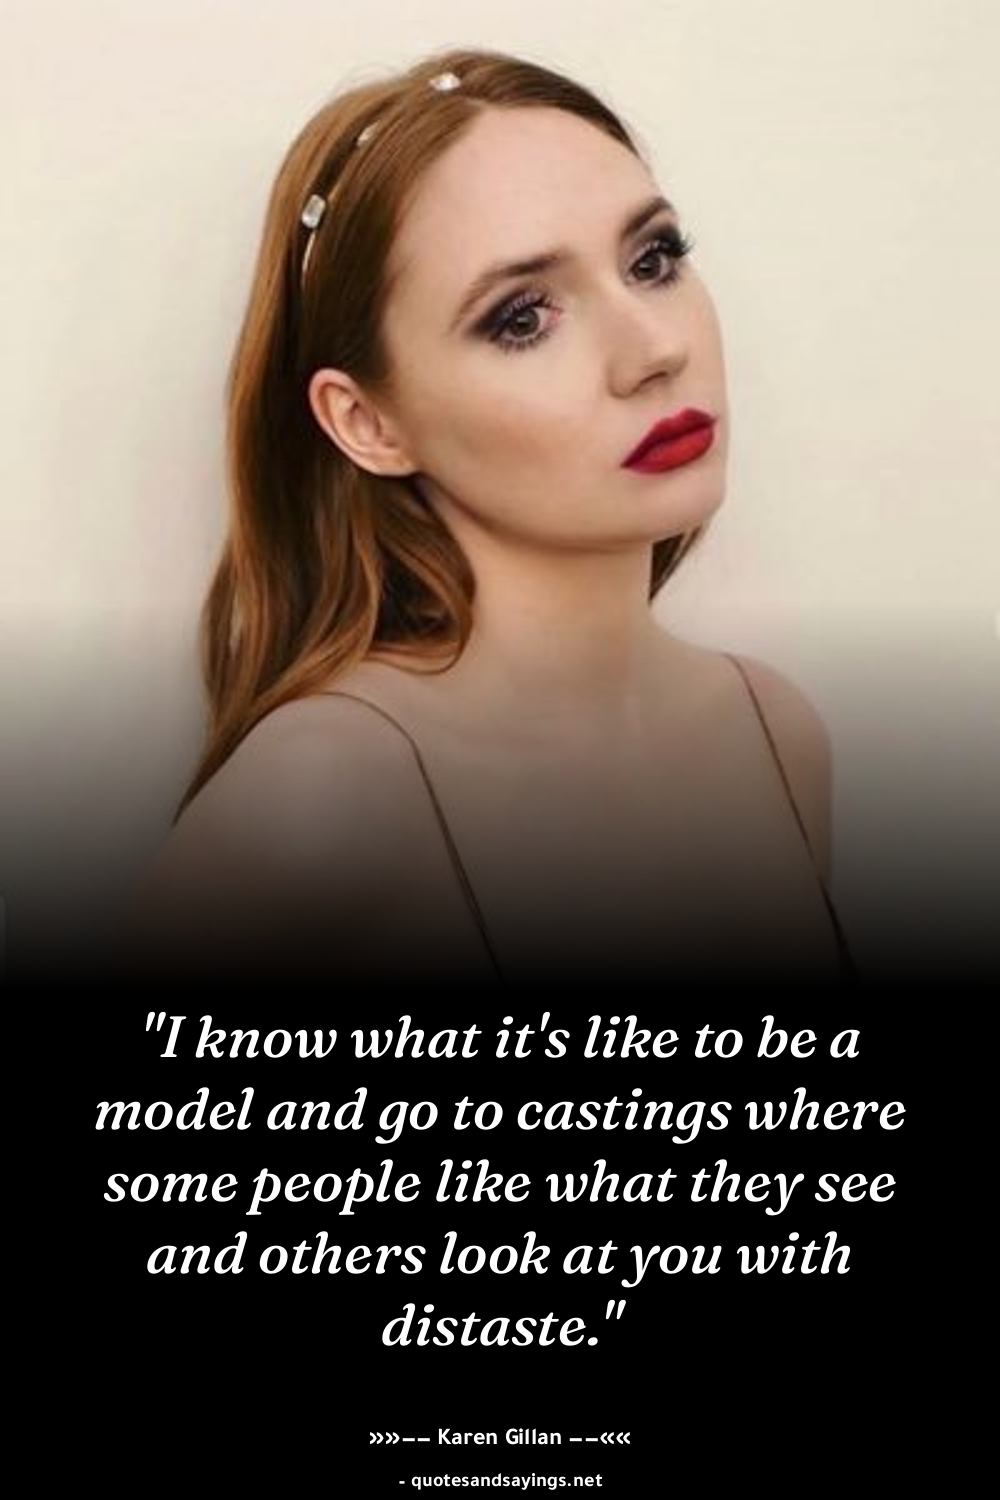 "I know what it's like to be a
model and go to castings where
some people like what they see
and others look at you with
distaste."
»»−− Karen Gillan −−««
- quotesandsayings.net